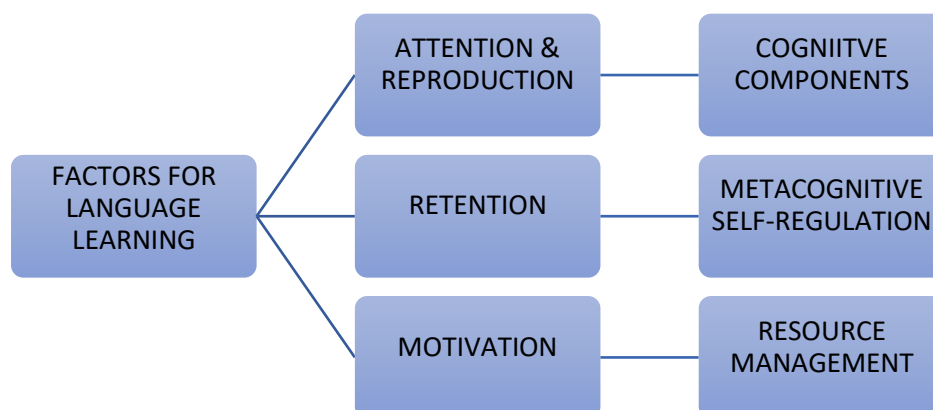 ATTENTION &
REPRODUCTION
COGNIITVE
COMPONENTS
FACTORS FOR
LANGUAGE
LEARNING
RETENTION
METACOGNITIVE
SELF-REGULATION
MOTIVATION
RESOURCE
MANAGEMENT